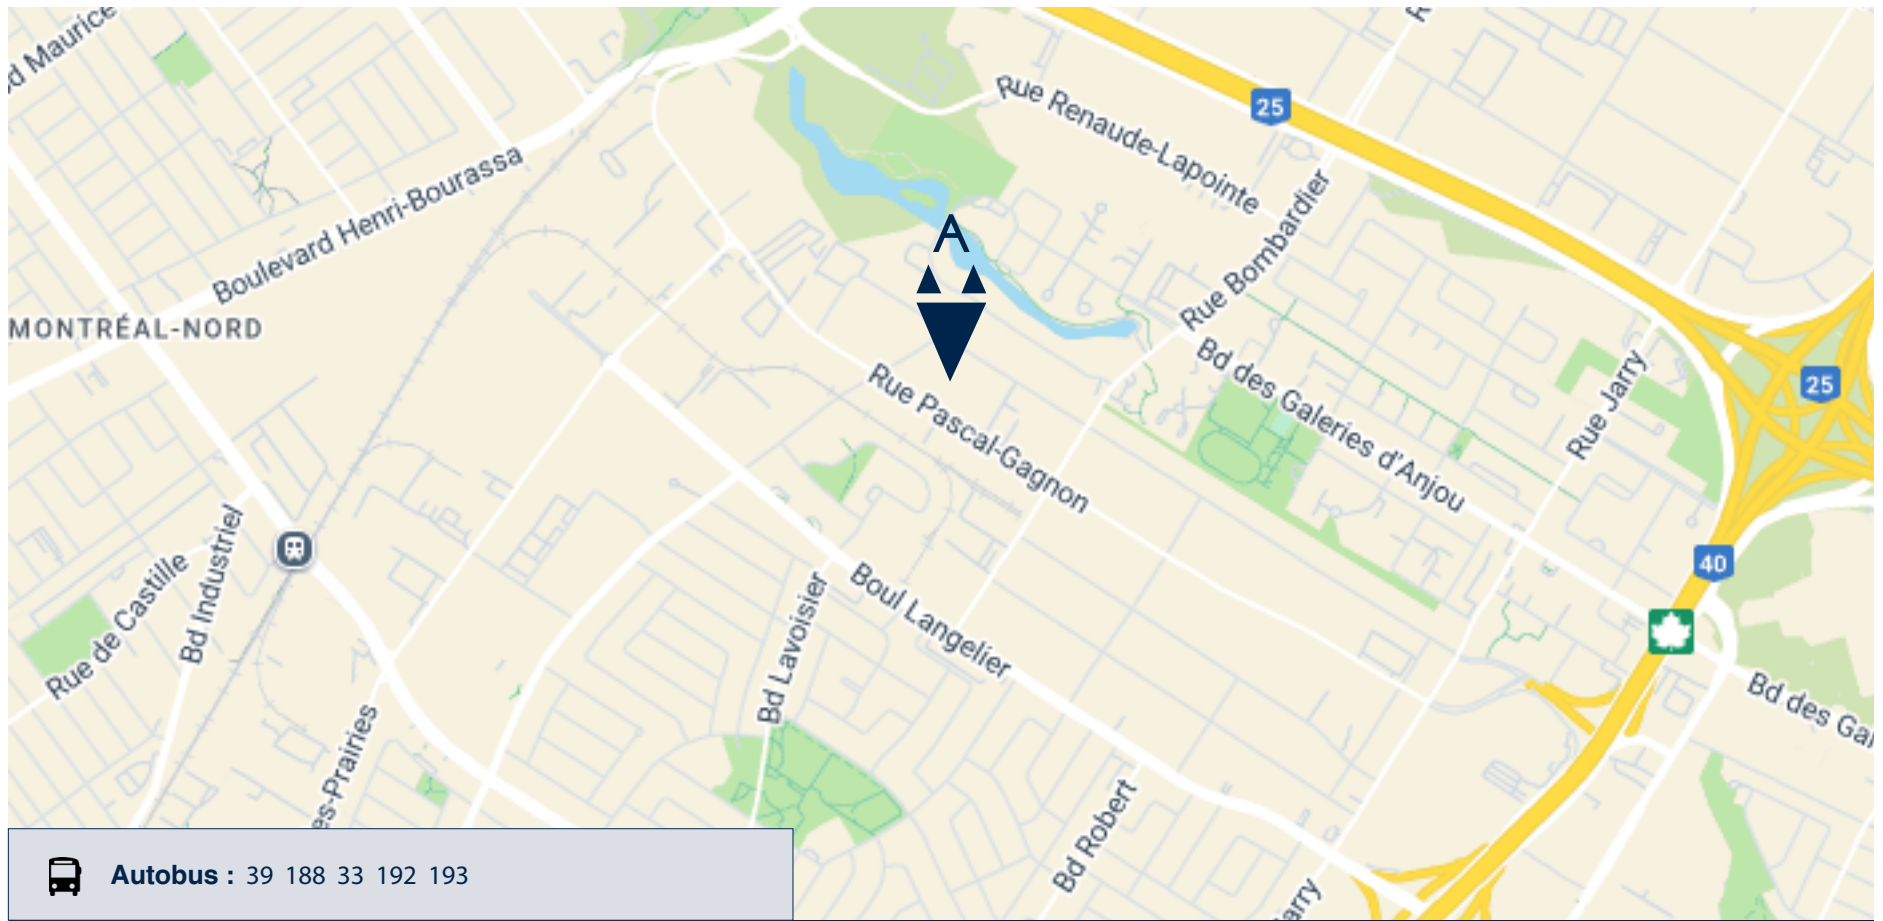 d Maurice
R
Rue Renaude-Lapointe
25
Boulevard Henri-Bourassa
Rue Bombardier
A
MONTRÉAL-NORD
Bd des Galeries d'Anjou
Rue Jarry
25
Rue Pascal-Gagnon
Bd Industriel
Rue de Castille
40
Boul Langelier
Bd Lavoisier
Bd des Gal
es-Prairies
Bd Robert
arry
Autobus : 39 188 33 192 193